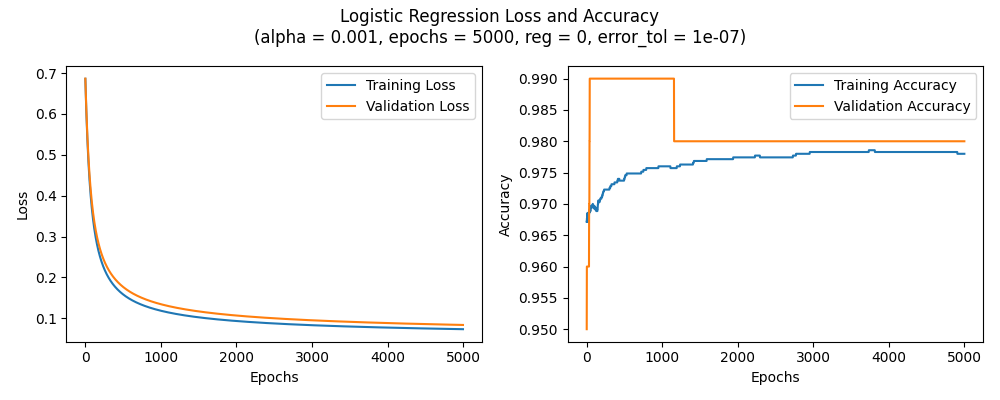 Logistic Regression Loss and Accuracy
(alpha = 0.001, epochs = 5000, reg = 0, error_tol = 1e-07)
Loss
0.7
0.6
0.5
0.4
0.3
0.2
0.1
Training Loss
Validation Loss
0 1000 2000 3000 4000 5000
Epochs
Accuracy
0.990
0.985
0.980
0.975
0.970
0.965
0.960
0.955
0.950
Training Accuracy
Validation Accuracy
0 1000 2000 3000 4000 5000
Epochs